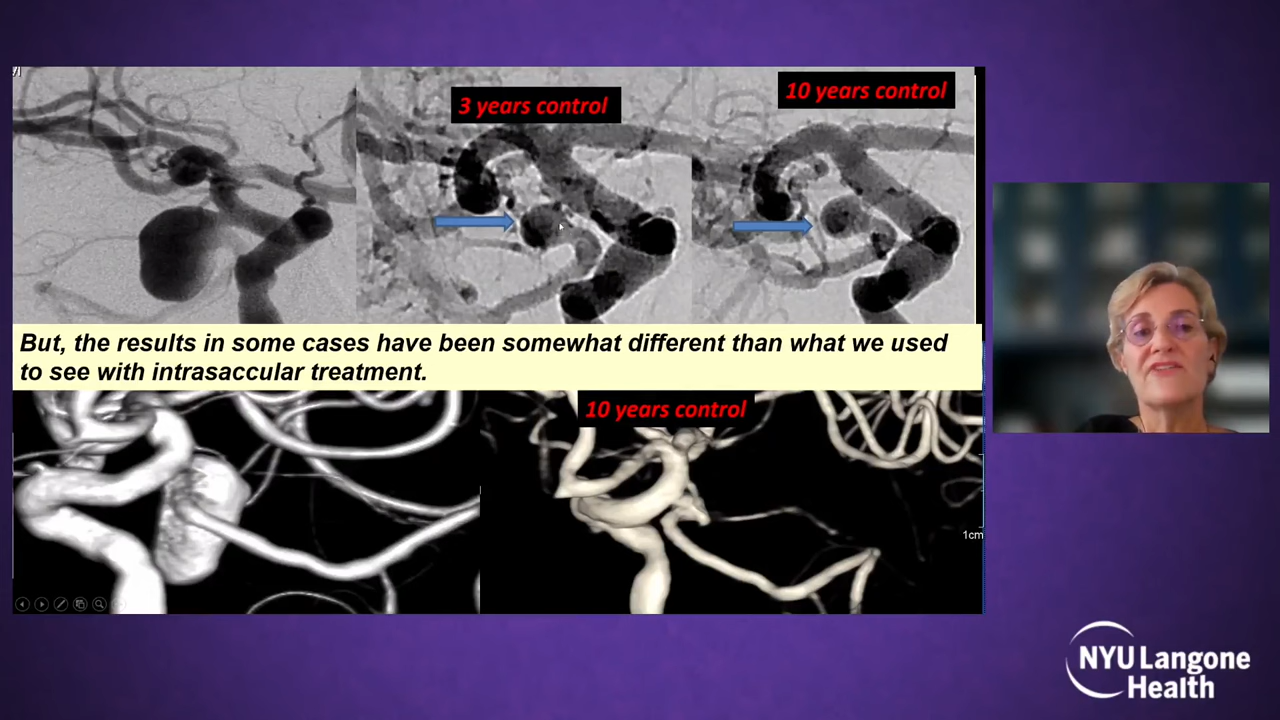 3 years control
10 years control
But, the results in some cases have been somewhat different than what we used
to see with intrasaccular treatment.
10 years control
1cm
NYU Langone
Health